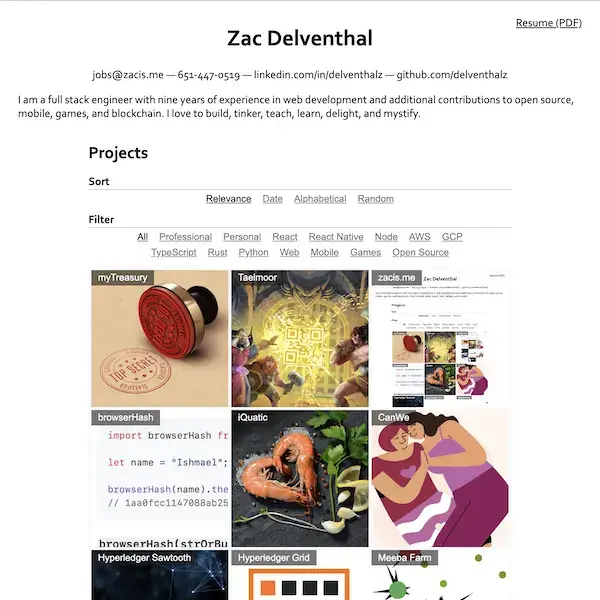 Resume (PDF)
Zac Delventhal
jobs@zacis.me — 651-447-0519 — linkedin.com/in/delventhalz — github.com/delventhalz
I am a full stack engineer with nine years of experience in web development and additional contributions to open source,
mobile, games, and blockchain. I love to build, tinker, teach, learn, delight, and mystify.
Projects
Sort
Relevance Date Alphabetical Random
Filter
All Professional Personal React React Native Node AWS GCP
TypeScript Rust Python Web Mobile Games Open Source
myTreasury
TOP SECRET
Taelmoor
zacis.me
Zac Delventhal
Projects
browserHash
import browserHash fr
let name = "Ishmael";
browserHash(name).the
// 1aa0fcc1147088ab25
browserHash(strOrBu
iQuatic
CanWe
Hyperledger Sawtooth
Hyperledger Grid
Meeba Farm